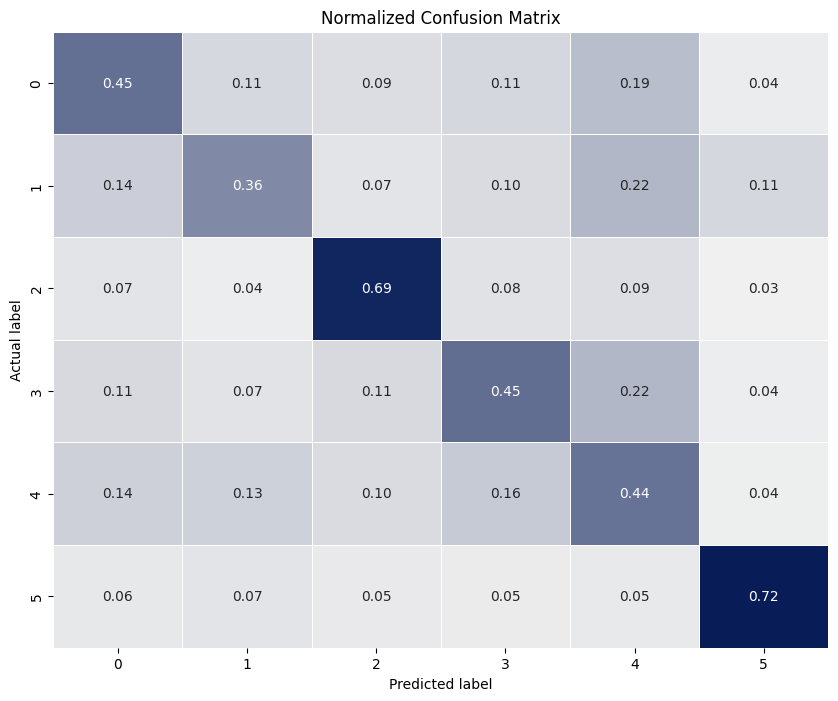 Normalized Confusion Matrix
Actual label
0 0.45 0.11 0.09 0.11 0.19 0.04
1 0.14 0.36 0.07 0.10 0.22 0.11
2 0.07 0.04 0.69 0.08 0.09 0.03
3 0.11 0.07 0.11 0.45 0.22 0.04
4 0.14 0.13 0.10 0.16 0.44 0.04
5 0.06 0.07 0.05 0.05 0.05 0.72
0 1 2 3 4 5
Predicted label